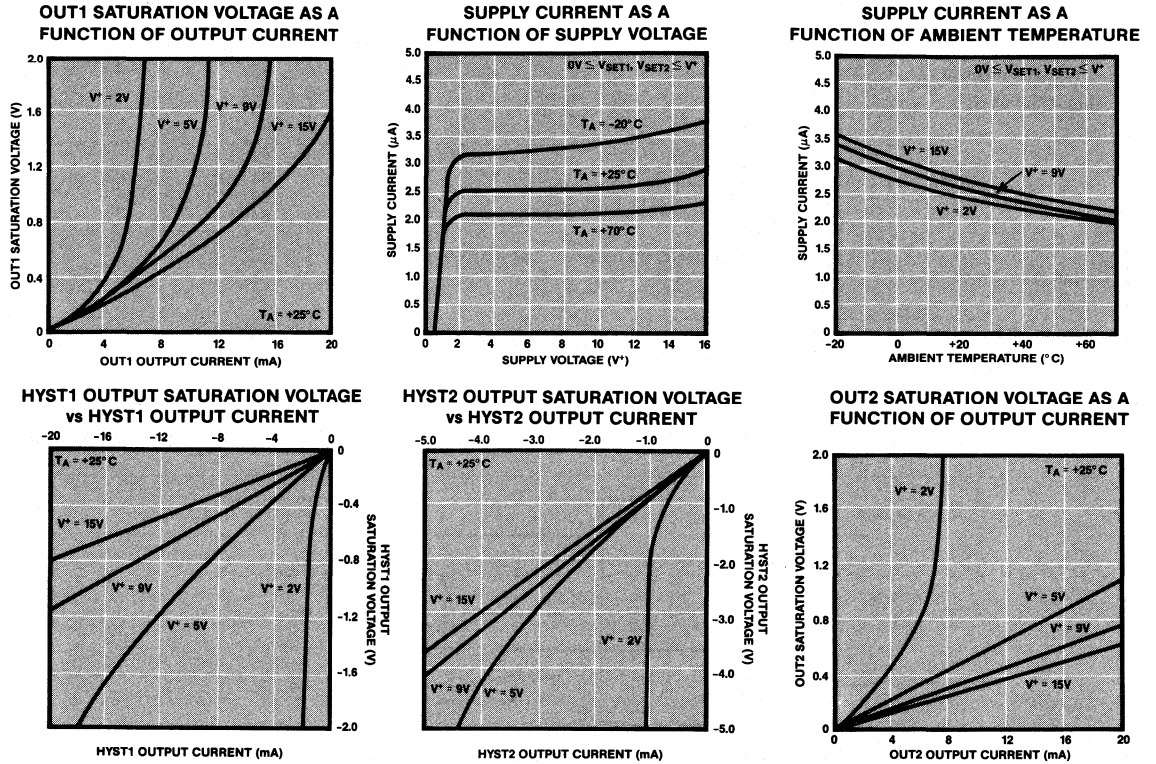 OUT1 SATURATION VOLTAGE AS A
FUNCTION OF OUTPUT CURRENT
2.0
1.6
1.2
0.8
0.4
0
OUT1 SATURATION VOLTAGE (V)
V⁺ = 2V
V⁺ = 5V
V⁺ = 9V
V⁺ = 15V
T_A = +25°C
0 4 8 12 16 20
OUT1 OUTPUT CURRENT (mA)
SUPPLY CURRENT AS A
FUNCTION OF SUPPLY VOLTAGE
5.0
4.5
4.0
3.5
3.0
2.5
2.0
1.5
1.0
0.5
0
SUPPLY CURRENT (μA)
0V ≤ V_SET1, V_SET2 ≤ V⁺
T_A = -20°C
T_A = +25°C
T_A = +70°C
0 2 4 6 8 10 12 14 16
SUPPLY VOLTAGE (V⁺)
SUPPLY CURRENT AS A
FUNCTION OF AMBIENT TEMPERATURE
5.0
4.5
4.0
3.5
3.0
2.5
2.0
1.5
1.0
0.5
0
SUPPLY CURRENT (μA)
0V ≤ V_SET1, V_SET2 ≤ V⁺
V⁺ = 15V
V⁺ = 9V
V⁺ = 2V
-20 0 +20 +40 +60
AMBIENT TEMPERATURE (°C)
HYST1 OUTPUT SATURATION VOLTAGE
vs HYST1 OUTPUT CURRENT
-20 -16 -12 -8 -4 0
T_A = +25°C
V⁺ = 15V
V⁺ = 9V
V⁺ = 5V
V⁺ = 2V
0
-0.4
-0.8
-1.2
-1.6
-2.0
HYST1 OUTPUT
SATURATION VOLTAGE (V)
HYST1 OUTPUT CURRENT (mA)
HYST2 OUTPUT SATURATION VOLTAGE
vs HYST2 OUTPUT CURRENT
-5.0 -4.0 -3.0 -2.0 -1.0 0
T_A = +25°C
V⁺ = 15V
V⁺ = 2V
V⁺ = 9V V⁺ = 5V
0
-1.0
-2.0
-3.0
-4.0
-5.0
HYST2 OUTPUT
SATURATION VOLTAGE (V)
HYST2 OUTPUT CURRENT (mA)
OUT2 SATURATION VOLTAGE AS A
FUNCTION OF OUTPUT CURRENT
2.0
1.6
1.2
0.8
0.4
0
OUT2 SATURATION VOLTAGE (V)
T_A = +25°C
V⁺ = 2V
V⁺ = 5V
V⁺ = 9V
V⁺ = 15V
0 4 8 12 16 20
OUT2 OUTPUT CURRENT (mA)